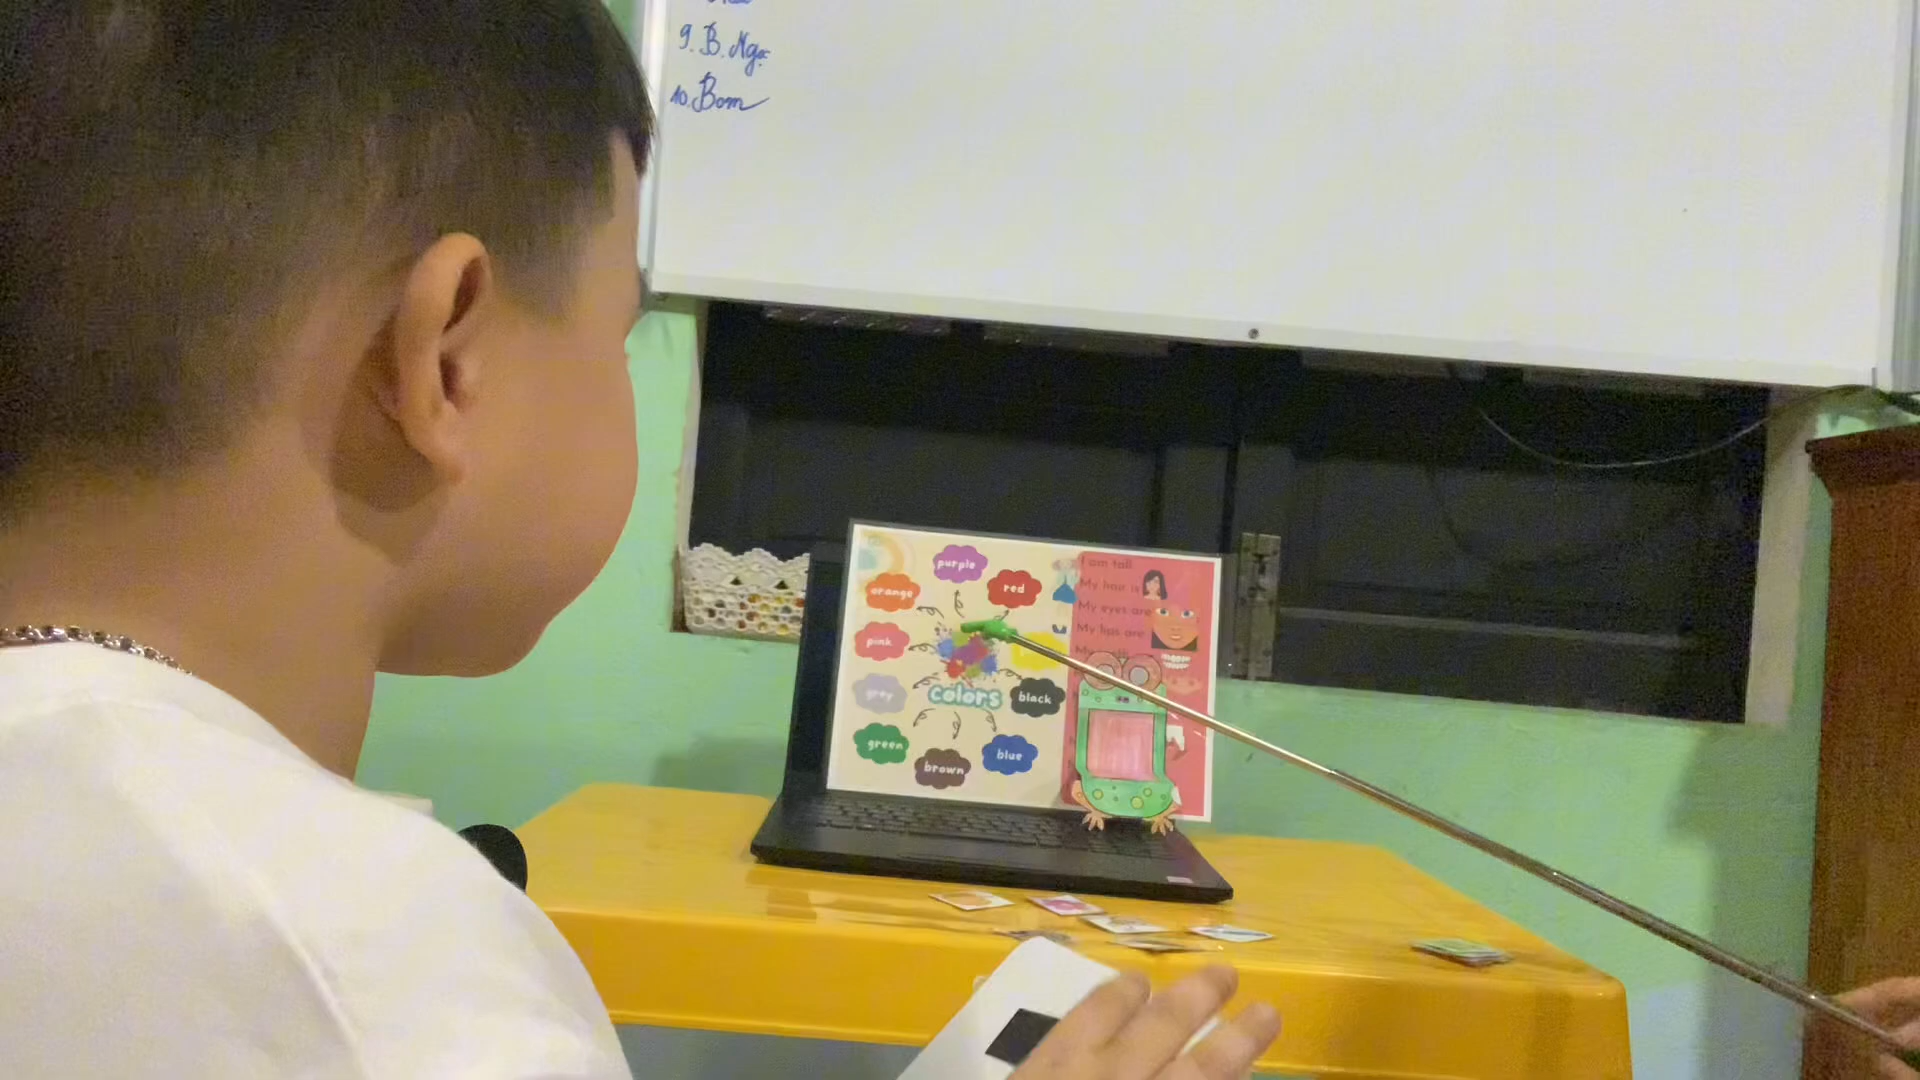 9. B. Ngọc
10. Bom
purple
orange
red
pink
grey
colors
black
green
brown
blue
I am tall
My hair is
My eyes are
My lips are